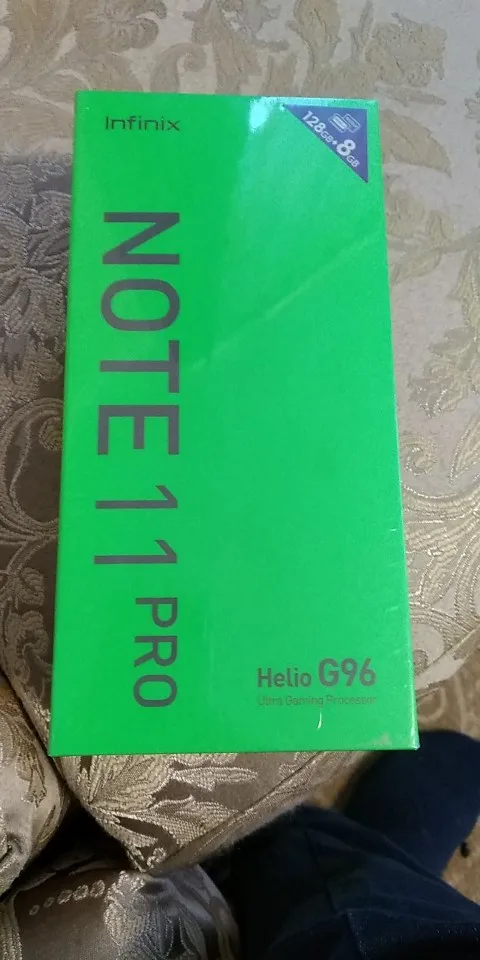 Infinix
128GB+8GB
NOTE 11 PRO
Helio G96
Ultra Gaming Processor